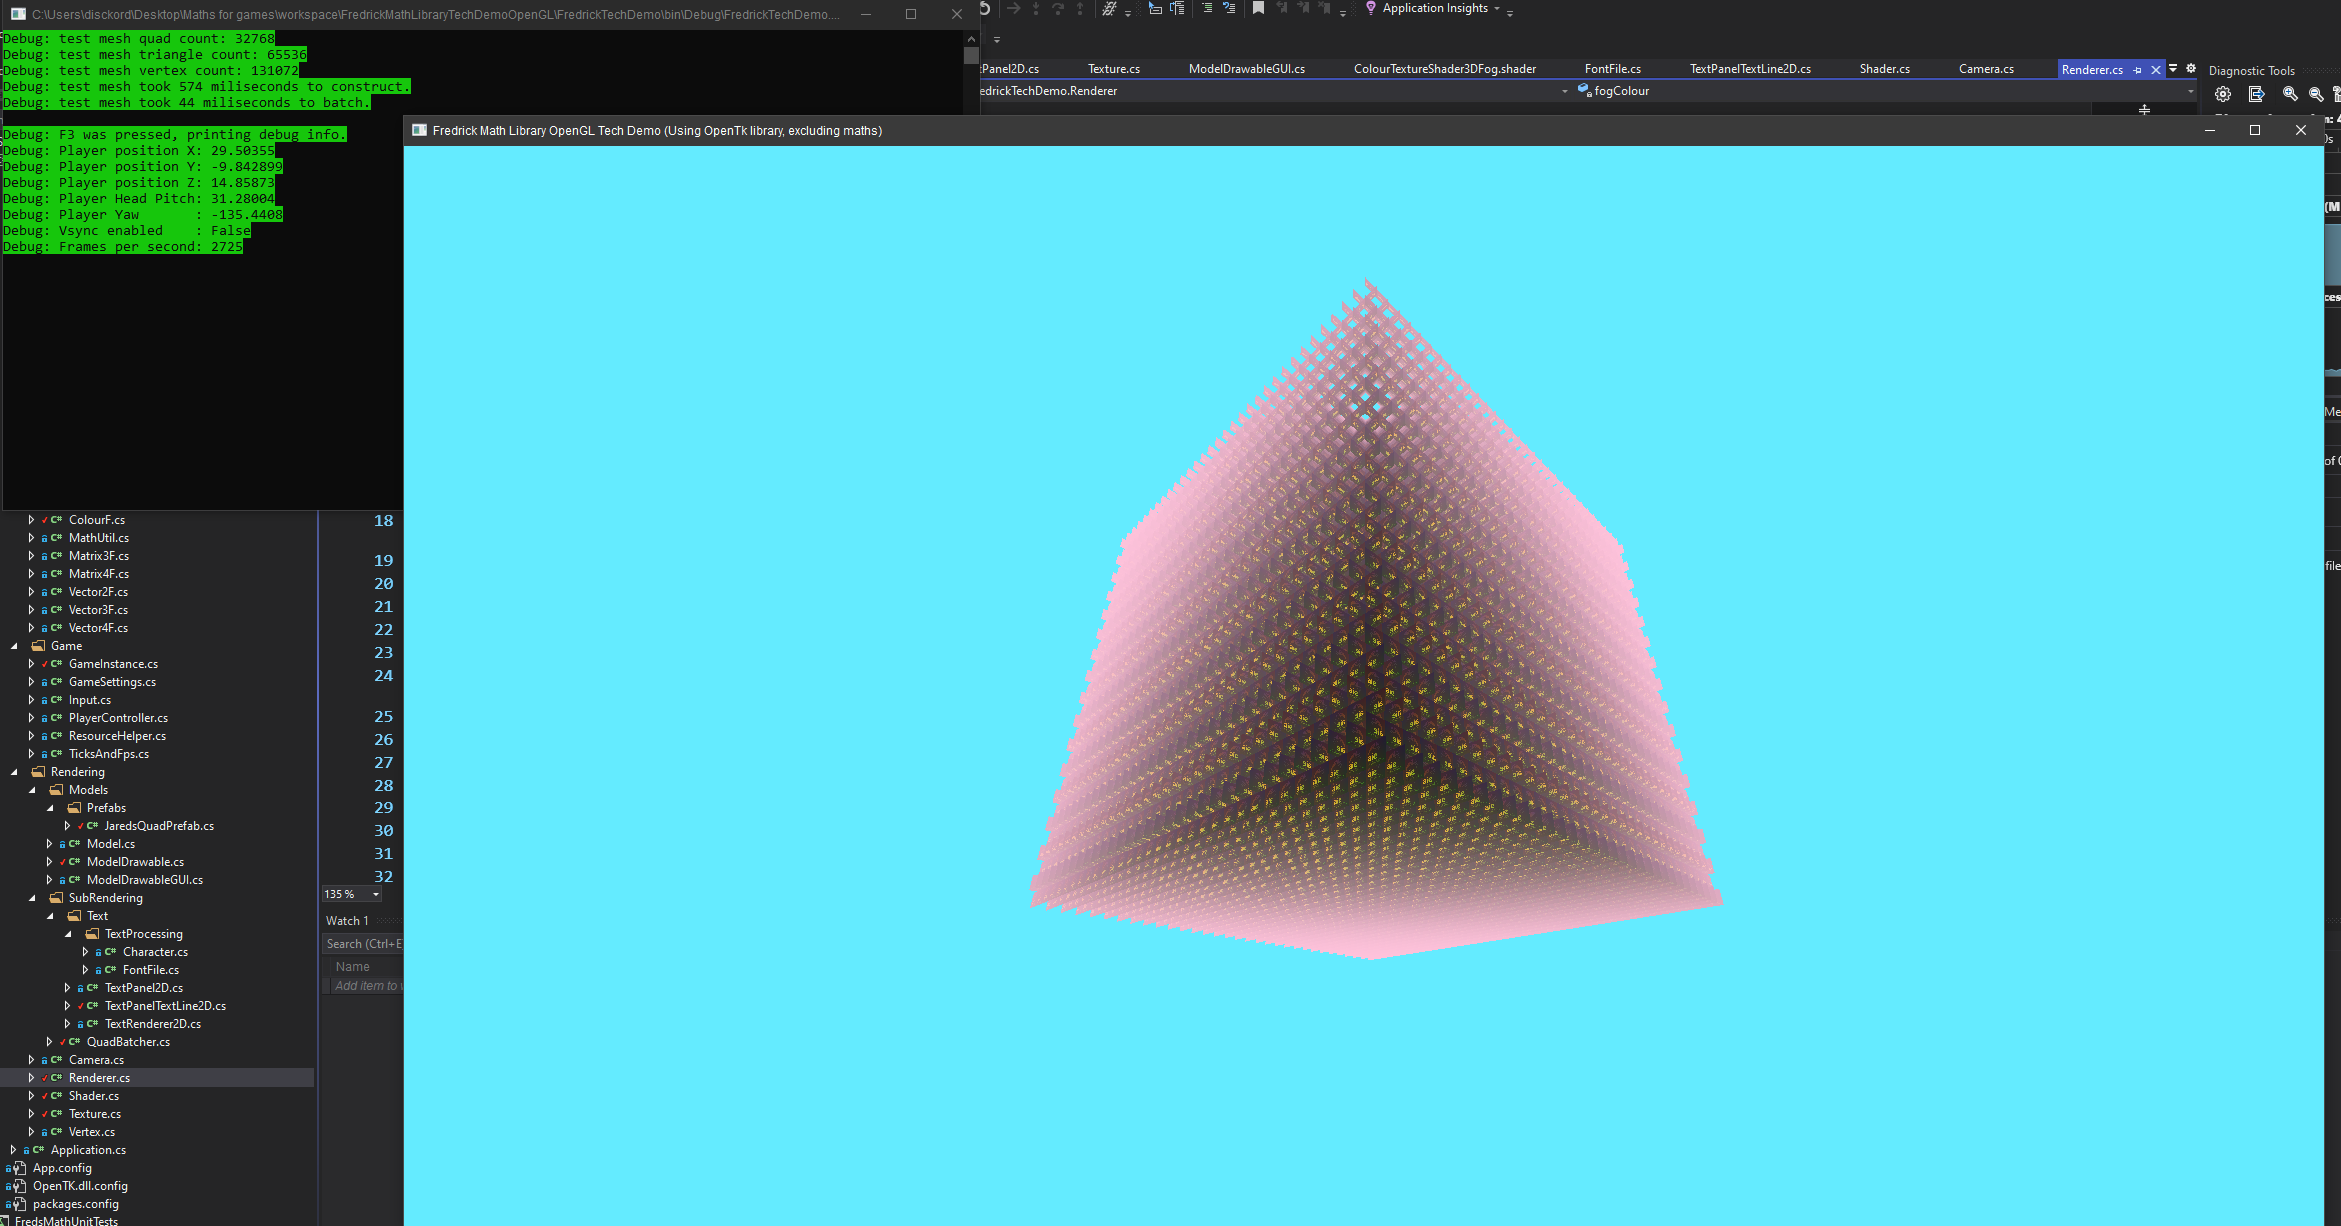 C:\Users\disckord\Desktop\Maths for games\workspace\FredrickMathLibraryTechDemoOpenGL\FredrickTechDemo\bin\Debug\FredrickTechDemo....
Debug: test mesh quad count: 32768
Debug: test mesh triangle count: 65536
Debug: test mesh vertex count: 131072
Debug: test mesh took 574 miliseconds to construct.
Debug: test mesh took 44 miliseconds to batch.
Debug: F3 was pressed, printing debug info.
Debug: Player position X: 29.50355
Debug: Player position Y: -9.842899
Debug: Player position Z: 14.85873
Debug: Player Head Pitch: 31.28004
Debug: Player Yaw       : -135.4408
Debug: Vsync enabled    : False
Debug: Frames per second: 2725
Application Insights
tPanel2D.cs Texture.cs ModelDrawableGUI.cs ColourTextureShader3DFog.shader FontFile.cs TextPanelTextLine2D.cs Shader.cs Camera.cs Renderer.cs
Diagnostic Tools
edrickTechDemo.Renderer
fogColour
Fredrick Math Library OpenGL Tech Demo (Using OpenTk library, excluding maths)
C# ColourF.cs
C# MathUtil.cs
C# Matrix3F.cs
C# Matrix4F.cs
C# Vector2F.cs
C# Vector3F.cs
C# Vector4F.cs
Game
C# GameInstance.cs
C# GameSettings.cs
C# Input.cs
C# PlayerController.cs
C# ResourceHelper.cs
C# TicksAndFps.cs
Rendering
Models
Prefabs
C# JaredsQuadPrefab.cs
C# Model.cs
C# ModelDrawable.cs
C# ModelDrawableGUI.cs
SubRendering
Text
TextProcessing
C# Character.cs
C# FontFile.cs
C# TextPanel2D.cs
C# TextPanelTextLine2D.cs
C# TextRenderer2D.cs
C# QuadBatcher.cs
C# Camera.cs
C# Renderer.cs
C# Shader.cs
C# Texture.cs
C# Vertex.cs
C# Application.cs
App.config
OpenTK.dll.config
packages.config
FredsMathUnitTests
18
19
20
21
22
23
24
25
26
27
28
29
30
31
32
135 %
Watch 1
Search (Ctrl+E
Name
Add item to
(M
ces
Me
of
file